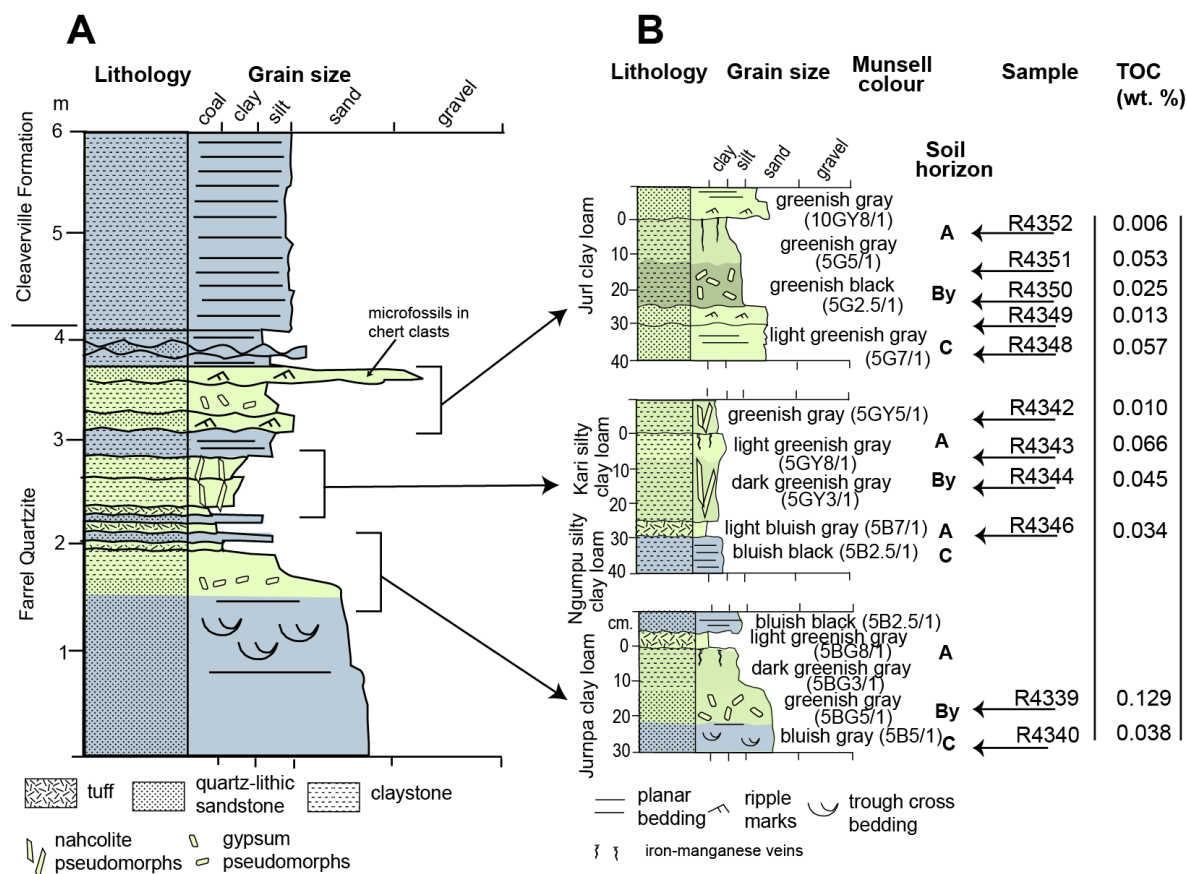 A
Lithology
Grain size
m
coal
clay
silt
sand
gravel
6
5
4
3
2
1
Cleaverville Formation
Farrel Quartzite
microfossils in
chert clasts
tuff
quartz-lithic
sandstone
claystone
nahcolite
pseudomorphs
gypsum
pseudomorphs
B
Lithology
Grain size
Munsell
colour
Sample
TOC
(wt. %)
clay
silt
sand
gravel
Soil
horizon
Jurl clay loam
0
10
20
30
40
greenish gray
(10GY8/1)
greenish gray
(5G5/1)
greenish black
(5G2.5/1)
light greenish gray
(5G7/1)
A
By
C
R4352 0.006
R4351 0.053
R4350 0.025
R4349 0.013
R4348 0.057
Kari silty
clay loam
Ngumpu silty
clay loam
0
10
20
30
40
greenish gray (5GY5/1)
light greenish gray
(5GY8/1)
dark greenish gray
(5GY3/1)
light bluish gray (5B7/1)
bluish black (5B2.5/1)
A
By
A
C
R4342 0.010
R4343 0.066
R4344 0.045
R4346 0.034
Jurnpa clay loam
cm.
0
10
20
30
bluish black (5B2.5/1)
light greenish gray
(5BG8/1)
dark greenish gray
(5BG3/1)
greenish gray
(5BG5/1)
bluish gray (5B5/1)
A
By
C
R4339 0.129
R4340 0.038
planar
bedding
ripple
marks
trough cross
bedding
iron-manganese veins